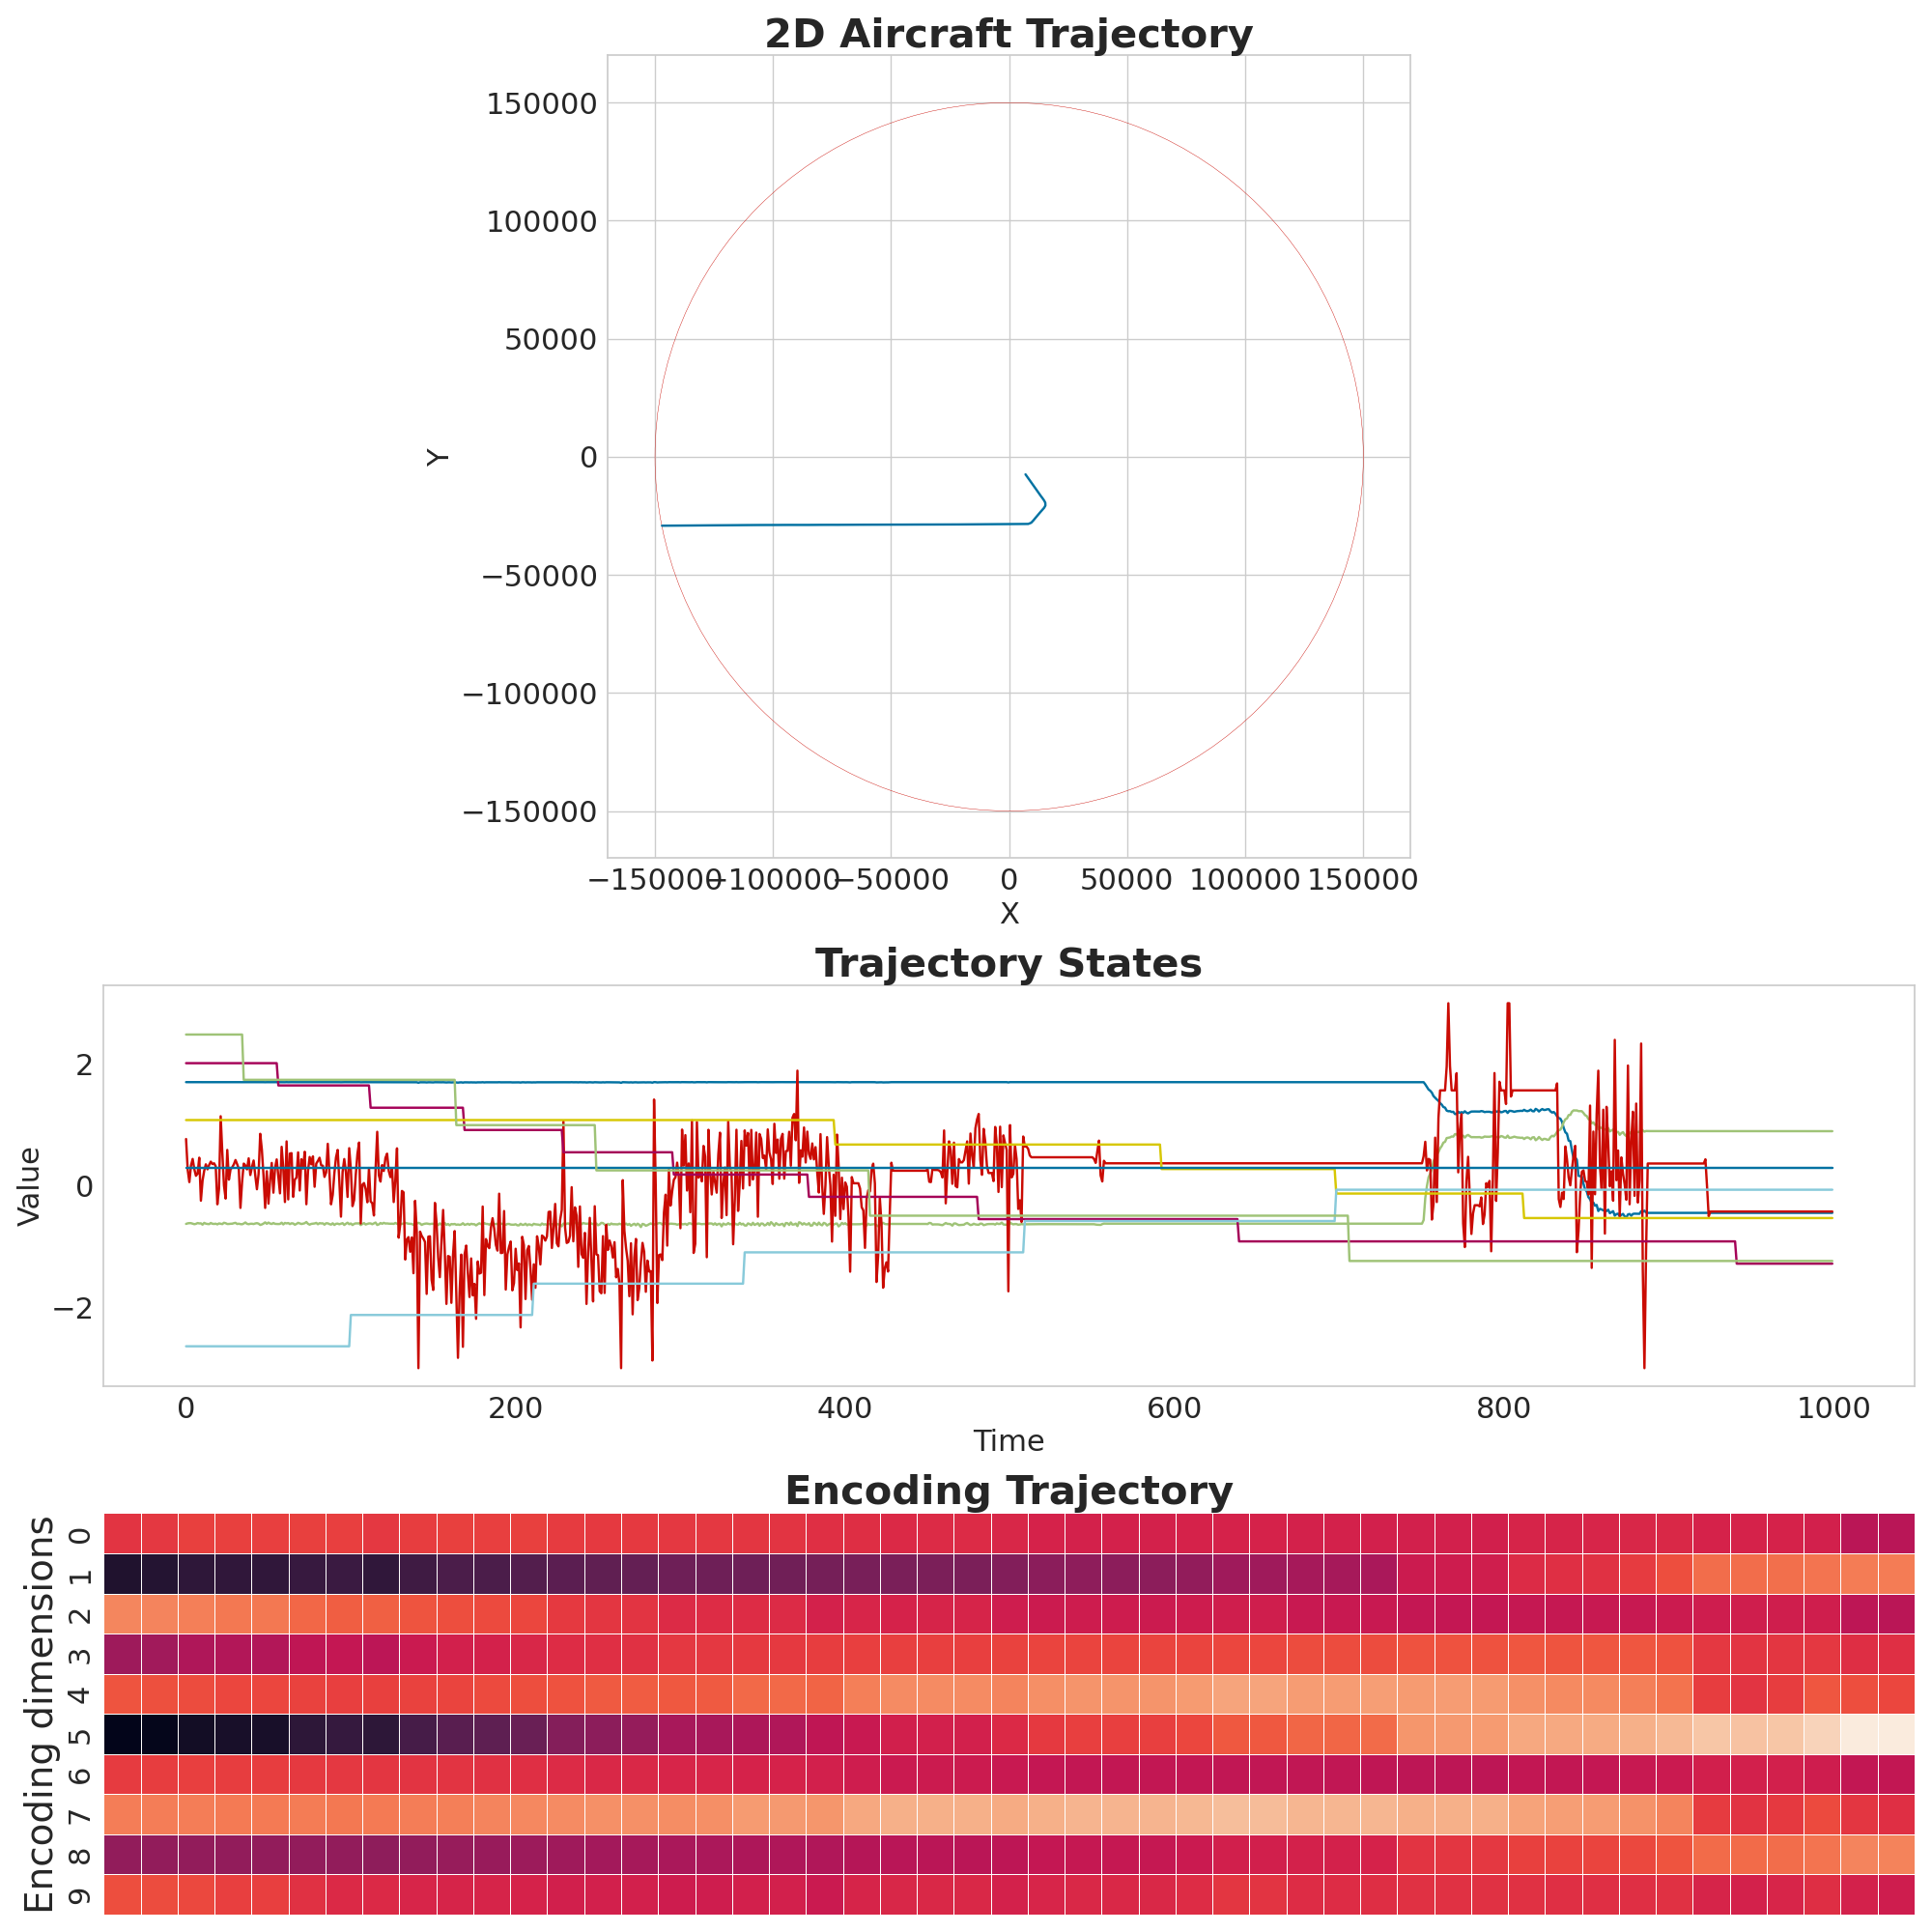 2D Aircraft Trajectory
150000
100000
50000
0
−50000
−100000
−150000
Y
−150000 −100000 −50000 0 50000 100000 150000
X
Trajectory States
2
0
−2
Value
0 200 400 600 800 1000
Time
Encoding Trajectory
0
1
2
3
4
5
6
7
8
9
Encoding dimensions